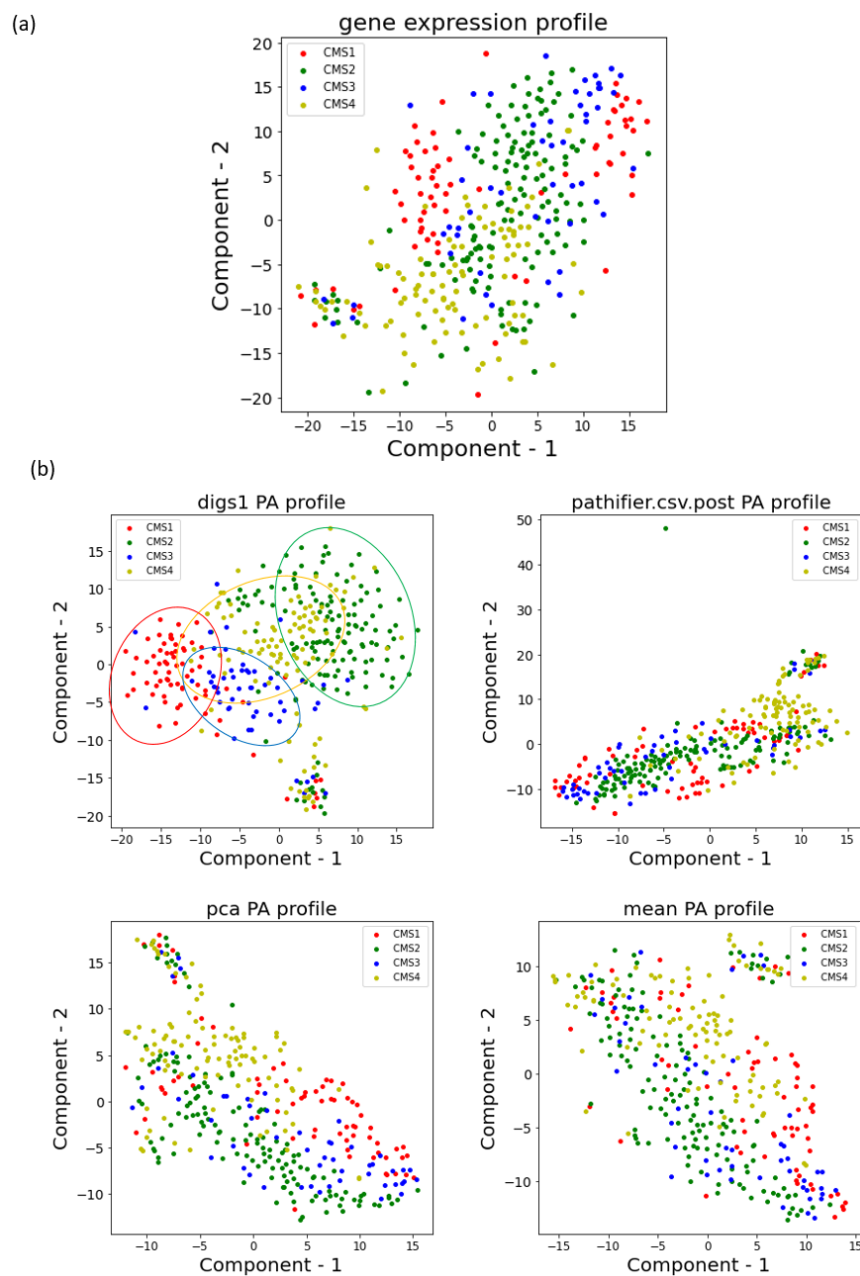 (a)
gene expression profile
CMS1
CMS2
CMS3
CMS4
20
15
10
5
0
−5
−10
−15
−20
Component - 2
−20 −15 −10 −5 0 5 10 15
Component - 1
(b)
digs1 PA profile
CMS1
CMS2
CMS3
CMS4
15
10
5
0
−5
−10
−15
−20
Component - 2
−20 −15 −10 −5 0 5 10 15
Component - 1
pathifier.csv.post PA profile
CMS1
CMS2
CMS3
CMS4
50
40
30
20
10
0
−10
Component - 2
−15 −10 −5 0 5 10 15
Component - 1
pca PA profile
CMS1
CMS2
CMS3
CMS4
15
10
5
0
−5
−10
Component - 2
−10 −5 0 5 10 15
Component - 1
mean PA profile
CMS1
CMS2
CMS3
CMS4
10
5
0
−5
−10
Component - 2
−15 −10 −5 0 5 10 15
Component - 1